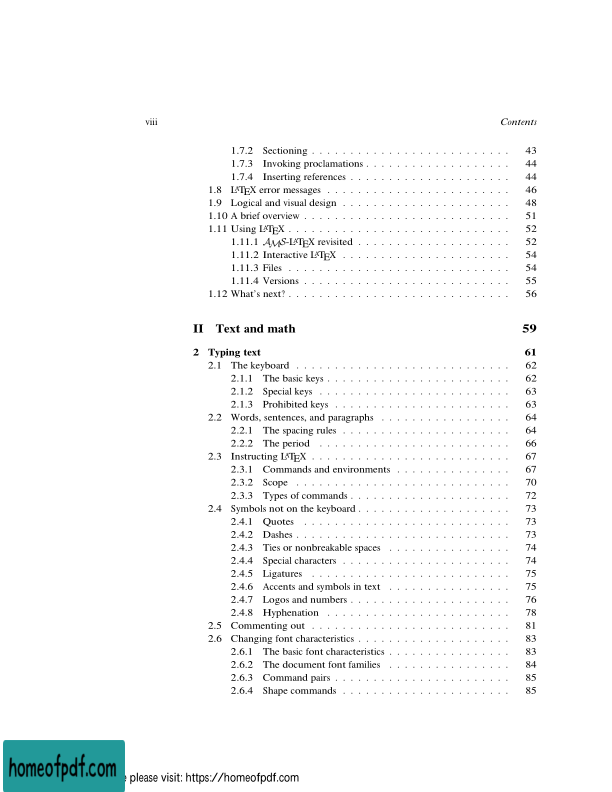 viii Contents
1.7.2 Sectioning . . . . . . . . . . . . . . . . . . . . . . . . . . 43
1.7.3 Invoking proclamations . . . . . . . . . . . . . . . . . . . 44
1.7.4 Inserting references . . . . . . . . . . . . . . . . . . . . . 44
1.8 LATEX error messages . . . . . . . . . . . . . . . . . . . . . . . . 46
1.9 Logical and visual design . . . . . . . . . . . . . . . . . . . . . . 48
1.10 A brief overview . . . . . . . . . . . . . . . . . . . . . . . . . . . 51
1.11 Using LATEX . . . . . . . . . . . . . . . . . . . . . . . . . . . . . 52
1.11.1 AMS-LATEX revisited . . . . . . . . . . . . . . . . . . . . 52
1.11.2 Interactive LATEX . . . . . . . . . . . . . . . . . . . . . . 54
1.11.3 Files . . . . . . . . . . . . . . . . . . . . . . . . . . . . . 54
1.11.4 Versions . . . . . . . . . . . . . . . . . . . . . . . . . . . 55
1.12 What's next? . . . . . . . . . . . . . . . . . . . . . . . . . . . . . 56
II Text and math 59
2 Typing text 61
2.1 The keyboard . . . . . . . . . . . . . . . . . . . . . . . . . . . . 62
2.1.1 The basic keys . . . . . . . . . . . . . . . . . . . . . . . . 62
2.1.2 Special keys . . . . . . . . . . . . . . . . . . . . . . . . . 63
2.1.3 Prohibited keys . . . . . . . . . . . . . . . . . . . . . . . 63
2.2 Words, sentences, and paragraphs . . . . . . . . . . . . . . . . . 64
2.2.1 The spacing rules . . . . . . . . . . . . . . . . . . . . . . 64
2.2.2 The period . . . . . . . . . . . . . . . . . . . . . . . . . 66
2.3 Instructing LATEX . . . . . . . . . . . . . . . . . . . . . . . . . . 67
2.3.1 Commands and environments . . . . . . . . . . . . . . . 67
2.3.2 Scope . . . . . . . . . . . . . . . . . . . . . . . . . . . . 70
2.3.3 Types of commands . . . . . . . . . . . . . . . . . . . . . 72
2.4 Symbols not on the keyboard . . . . . . . . . . . . . . . . . . . . 73
2.4.1 Quotes . . . . . . . . . . . . . . . . . . . . . . . . . . . 73
2.4.2 Dashes . . . . . . . . . . . . . . . . . . . . . . . . . . . . 73
2.4.3 Ties or nonbreakable spaces . . . . . . . . . . . . . . . . 74
2.4.4 Special characters . . . . . . . . . . . . . . . . . . . . . . 74
2.4.5 Ligatures . . . . . . . . . . . . . . . . . . . . . . . . . . 75
2.4.6 Accents and symbols in text . . . . . . . . . . . . . . . . 75
2.4.7 Logos and numbers . . . . . . . . . . . . . . . . . . . . . 76
2.4.8 Hyphenation . . . . . . . . . . . . . . . . . . . . . . . . 78
2.5 Commenting out . . . . . . . . . . . . . . . . . . . . . . . . . . 81
2.6 Changing font characteristics . . . . . . . . . . . . . . . . . . . . 83
2.6.1 The basic font characteristics . . . . . . . . . . . . . . . . 83
2.6.2 The document font families . . . . . . . . . . . . . . . . 84
2.6.3 Command pairs . . . . . . . . . . . . . . . . . . . . . . . 85
2.6.4 Shape commands . . . . . . . . . . . . . . . . . . . . . . 85
homeofpdf.com
please visit: https://homeofpdf.com